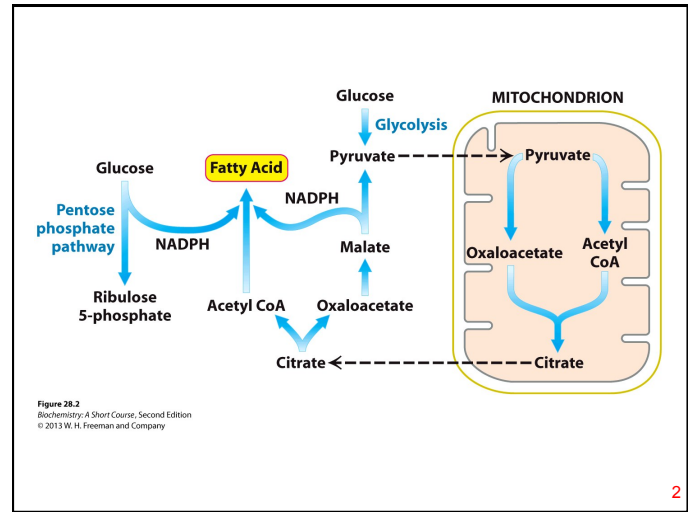 Glucose
MITOCHONDRION
Glycolysis
Pyruvate
Pyruvate
Glucose
Fatty Acid
NADPH
Pentose
phosphate
pathway
NADPH
Malate
Oxaloacetate
Acetyl
CoA
Ribulose
5-phosphate
Acetyl CoA
Oxaloacetate
Citrate
Citrate
Figure 28.2
Biochemistry: A Short Course, Second Edition
© 2013 W. H. Freeman and Company
2